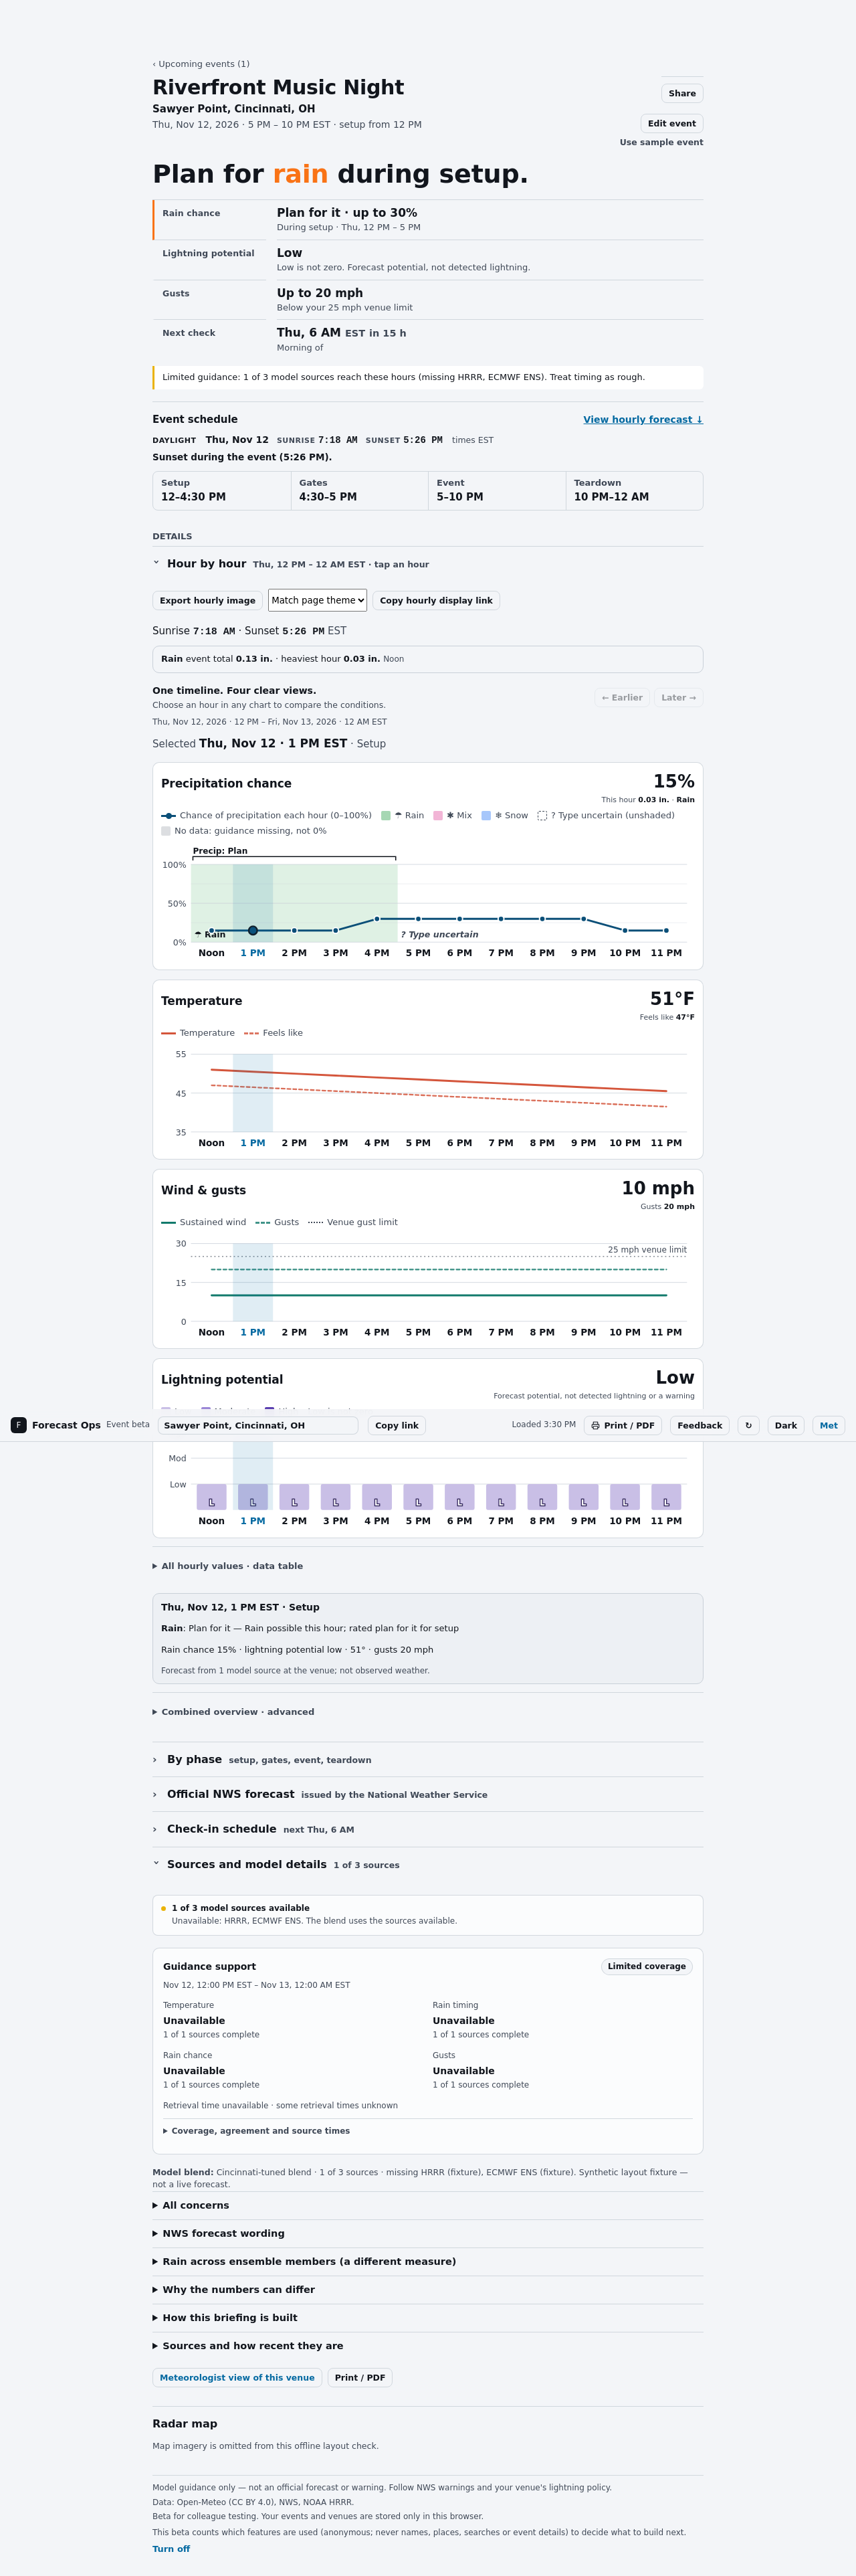 ‹ Upcoming events (1)
Riverfront Music Night
Sawyer Point, Cincinnati, OH
Thu, Nov 12, 2026 · 5 PM – 10 PM EST · setup from 12 PM
Share
Edit event
Use sample event
Plan for rain during setup.
Rain chance
Plan for it · up to 30%
During setup · Thu, 12 PM – 5 PM
Lightning potential
Low
Low is not zero. Forecast potential, not detected lightning.
Gusts
Up to 20 mph
Below your 25 mph venue limit
Next check
Thu, 6 AM EST in 15 h
Morning of
Limited guidance: 1 of 3 model sources reach these hours (missing HRRR, ECMWF ENS). Treat timing as rough.
Event schedule
View hourly forecast ↓
DAYLIGHT Thu, Nov 12 SUNRISE 7:18 AM SUNSET 5:26 PM times EST
Sunset during the event (5:26 PM).
Setup Gates Event Teardown
12–4:30 PM 4:30–5 PM 5–10 PM 10 PM–12 AM
DETAILS
Hour by hour Thu, 12 PM – 12 AM EST · tap an hour
Export hourly image Match page theme Copy hourly display link
Sunrise 7:18 AM · Sunset 5:26 PM EST
Rain event total 0.13 in. · heaviest hour 0.03 in. Noon
One timeline. Four clear views.
Choose an hour in any chart to compare the conditions.
← Earlier Later →
Thu, Nov 12, 2026 · 12 PM – Fri, Nov 13, 2026 · 12 AM EST
Selected Thu, Nov 12 · 1 PM EST · Setup
Precipitation chance
15%
This hour 0.03 in. · Rain
Chance of precipitation each hour (0–100%) ☂ Rain ✱ Mix ❄ Snow ? Type uncertain (unshaded)
No data: guidance missing, not 0%
Precip: Plan
100%
50%
0%
☂ Rain
? Type uncertain
Noon 1 PM 2 PM 3 PM 4 PM 5 PM 6 PM 7 PM 8 PM 9 PM 10 PM 11 PM
Temperature
51°F
Feels like 47°F
Temperature Feels like
55
45
35
Noon 1 PM 2 PM 3 PM 4 PM 5 PM 6 PM 7 PM 8 PM 9 PM 10 PM 11 PM
Wind & gusts
10 mph
Gusts 20 mph
Sustained wind Gusts Venue gust limit
30
25 mph venue limit
15
0
Noon 1 PM 2 PM 3 PM 4 PM 5 PM 6 PM 7 PM 8 PM 9 PM 10 PM 11 PM
Lightning potential
Low
Forecast potential, not detected lightning or a warning
F Forecast Ops Event beta Sawyer Point, Cincinnati, OH Copy link Loaded 3:30 PM Print / PDF Feedback ↻ Dark Met
Mod
Low
L L L L L L L L L L L L
Noon 1 PM 2 PM 3 PM 4 PM 5 PM 6 PM 7 PM 8 PM 9 PM 10 PM 11 PM
All hourly values · data table
Thu, Nov 12, 1 PM EST · Setup
Rain: Plan for it — Rain possible this hour; rated plan for it for setup
Rain chance 15% · lightning potential low · 51° · gusts 20 mph
Forecast from 1 model source at the venue; not observed weather.
Combined overview · advanced
By phase setup, gates, event, teardown
Official NWS forecast issued by the National Weather Service
Check-in schedule next Thu, 6 AM
Sources and model details 1 of 3 sources
1 of 3 model sources available
Unavailable: HRRR, ECMWF ENS. The blend uses the sources available.
Guidance support
Limited coverage
Nov 12, 12:00 PM EST – Nov 13, 12:00 AM EST
Temperature Rain timing
Unavailable Unavailable
1 of 1 sources complete 1 of 1 sources complete
Rain chance Gusts
Unavailable Unavailable
1 of 1 sources complete 1 of 1 sources complete
Retrieval time unavailable · some retrieval times unknown
Coverage, agreement and source times
Model blend: Cincinnati-tuned blend · 1 of 3 sources · missing HRRR (fixture), ECMWF ENS (fixture). Synthetic layout fixture —
not a live forecast.
All concerns
NWS forecast wording
Rain across ensemble members (a different measure)
Why the numbers can differ
How this briefing is built
Sources and how recent they are
Meteorologist view of this venue Print / PDF
Radar map
Map imagery is omitted from this offline layout check.
Model guidance only — not an official forecast or warning. Follow NWS warnings and your venue's lightning policy.
Data: Open-Meteo (CC BY 4.0), NWS, NOAA HRRR.
Beta for colleague testing. Your events and venues are stored only in this browser.
This beta counts which features are used (anonymous; never names, places, searches or event details) to decide what to build next.
Turn off